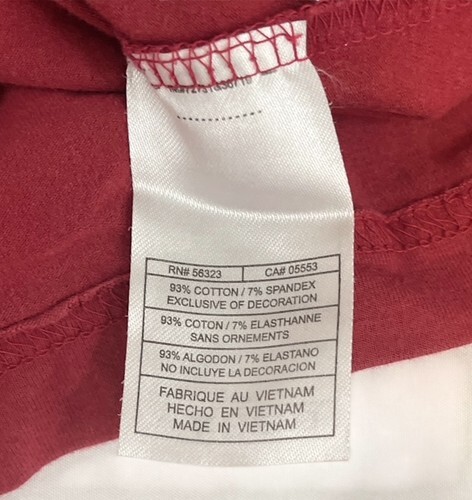 RN# 56323 CA# 05553
93% COTTON / 7% SPANDEX
EXCLUSIVE OF DECORATION
93% COTON / 7% ELASTHANNE
SANS ORNEMENTS
93% ALGODON / 7% ELASTANO
NO INCLUYE LA DECORACION
FABRIQUE AU VIETNAM
HECHO EN VIETNAM
MADE IN VIETNAM